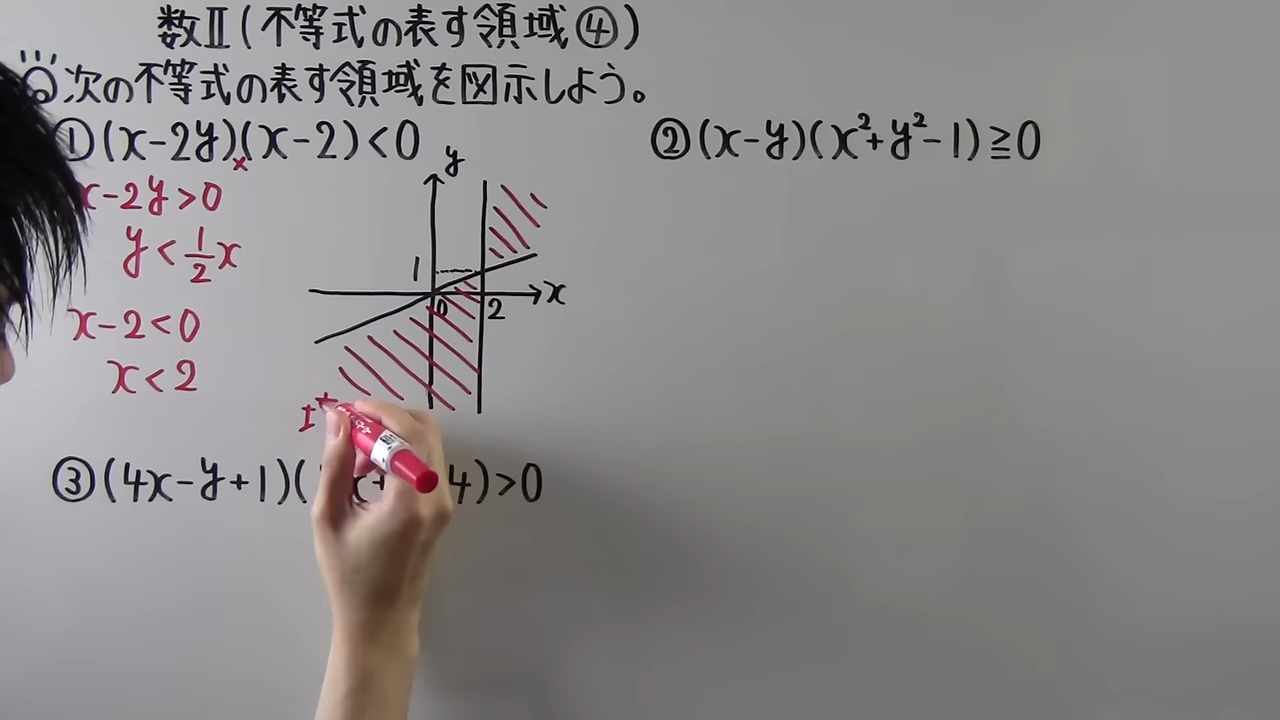 数Ⅱ(不等式の表す領域④)
次の不等式の表す領域を図示しよう。
①(x-2y)(x-2)<0
x-2y>0
y<1/2x
x-2<0
x<2
y
1
0
2
x
②(x-y)(x²+y²-1)≧0
③(4x-y+1)( x+ 4)>0